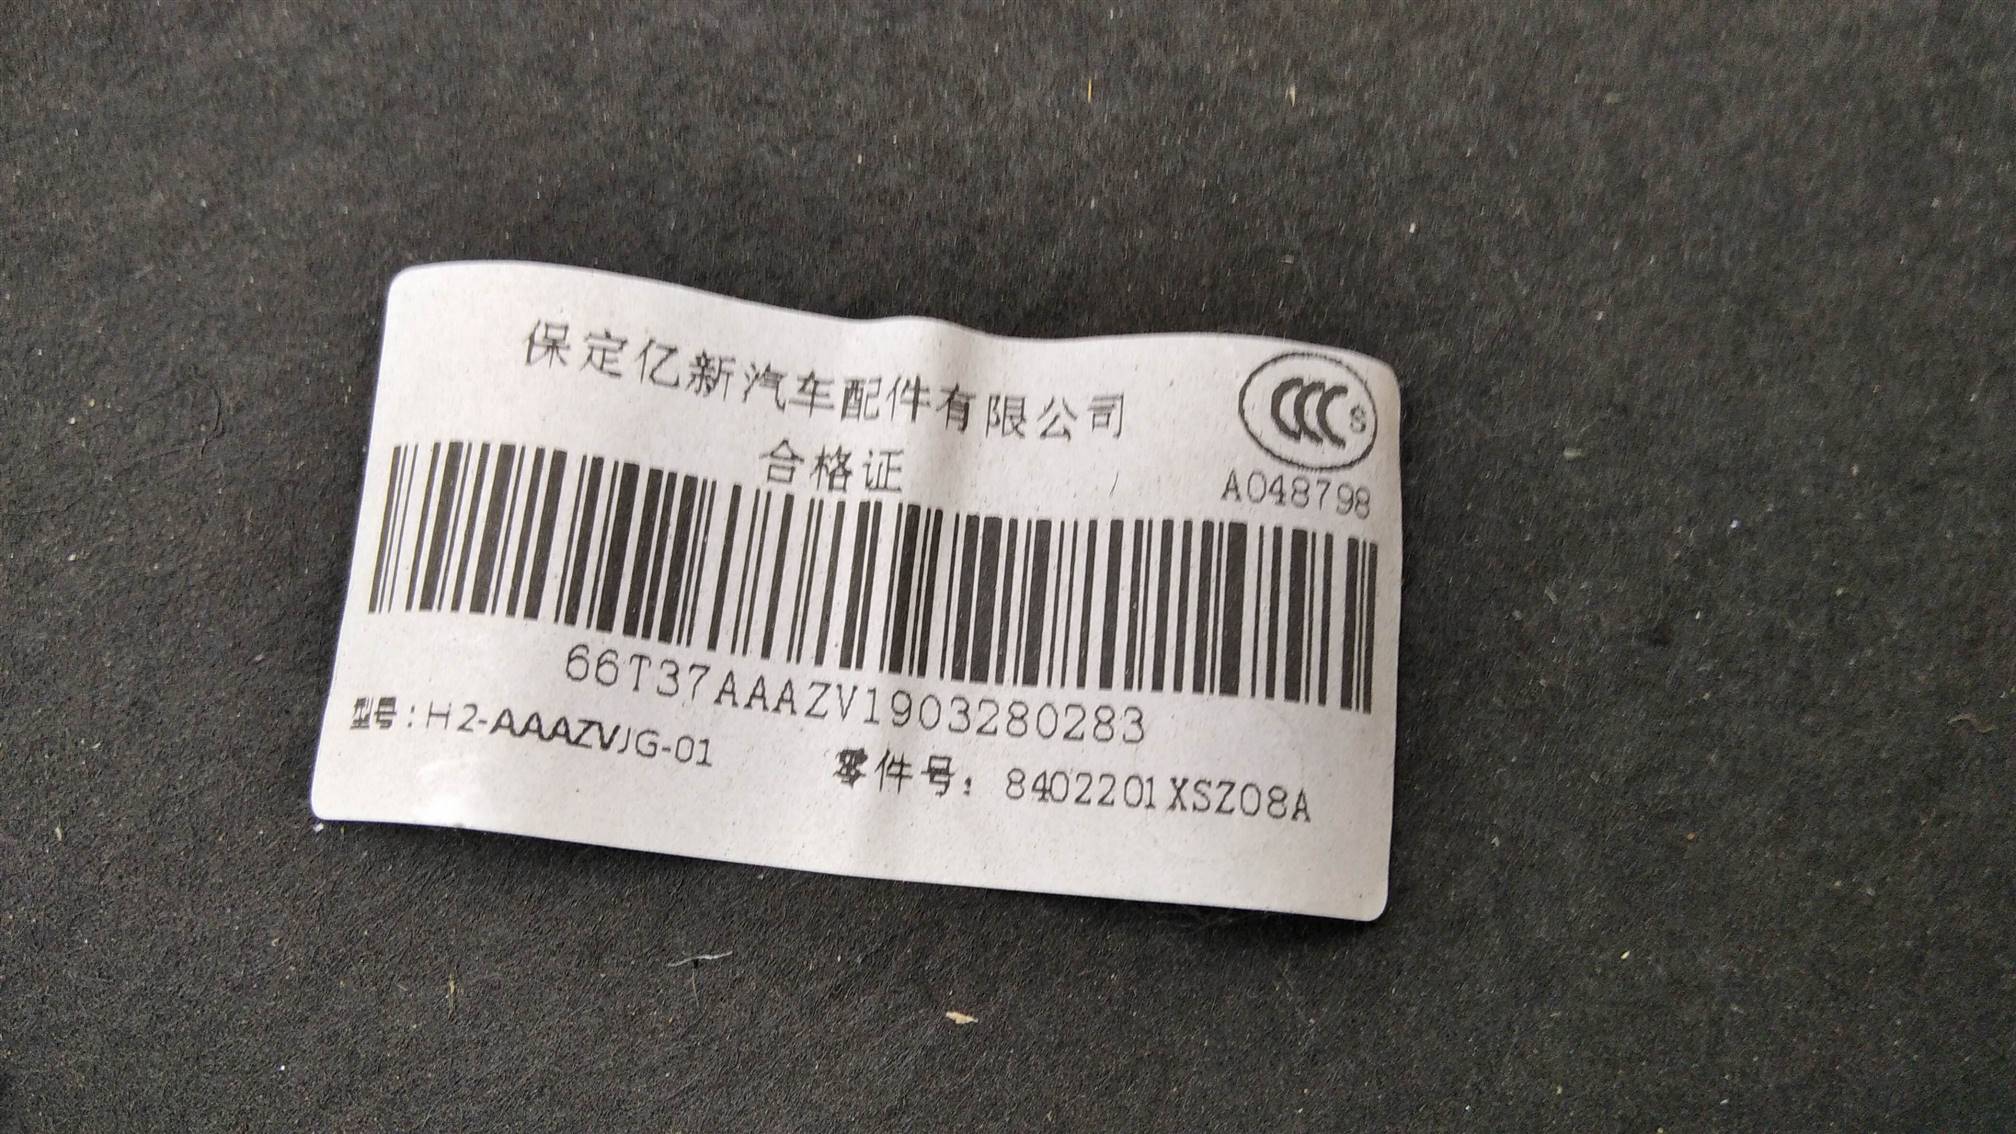 保定亿新汽车配件有限公司
CCC S
合格证
A048798
66T37AAAZV1903280283
型号:H2-AAAZVJG-01
零件号:8402201XSZ08A